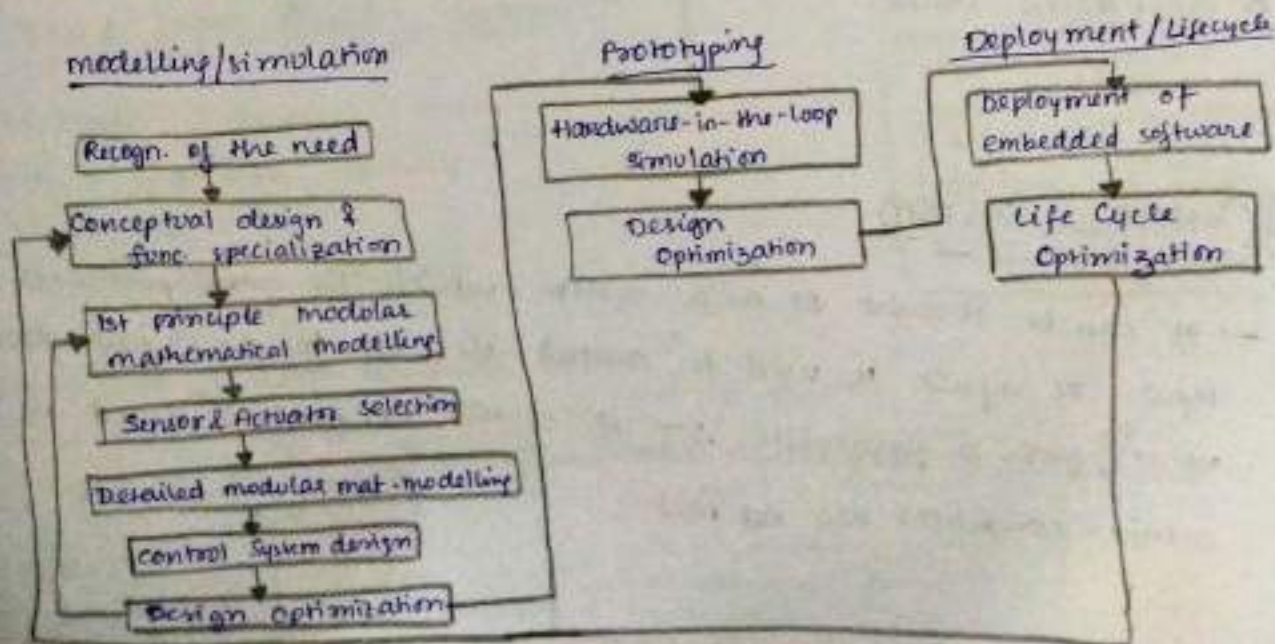 modelling/simulation
Recogn. of the need
Conceptual design &
func specialization
1st principle modular
mathematical modelling
Sensor & Actuator selection
Detailed modular mat-modelling
control System design
Design Optimization
Prototyping
Hardware-in-the-loop
simulation
Design
Optimization
Deployment/Lifecycle
Deployment of
embedded software
Life Cycle
Optimization